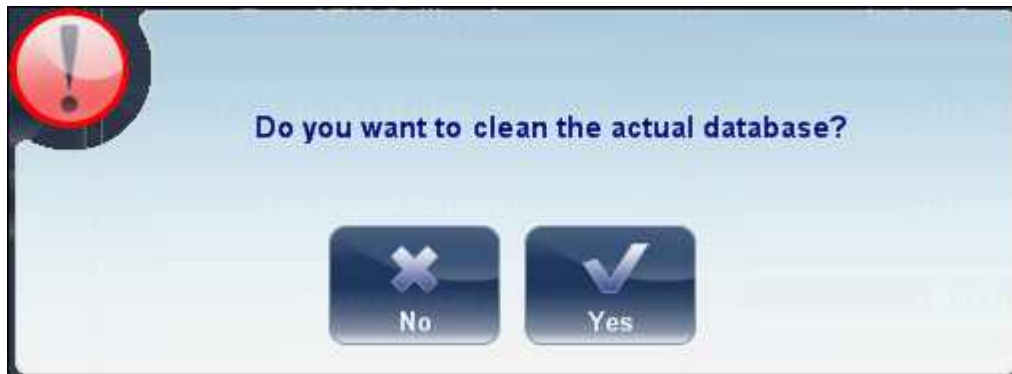 Do you want to clean the actual database?
No
Yes